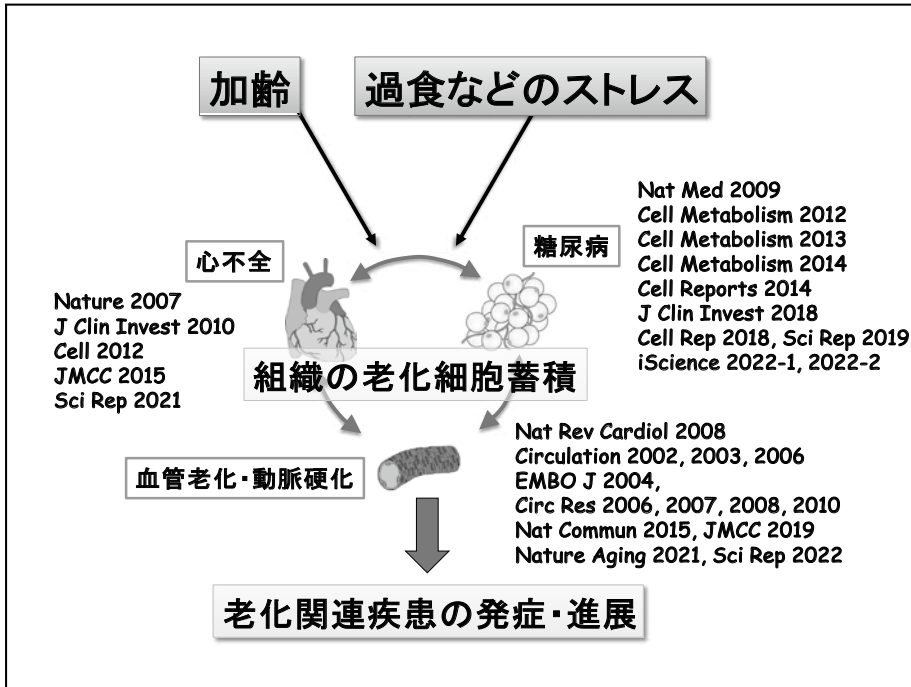 加齢
過食などのストレス
Nat Med 2009
Cell Metabolism 2012
Cell Metabolism 2013
Cell Metabolism 2014
Cell Reports 2014
J Clin Invest 2018
Cell Rep 2018, Sci Rep 2019
iScience 2022-1, 2022-2
糖尿病
心不全
Nature 2007
J Clin Invest 2010
Cell 2012
JMCC 2015
Sci Rep 2021
組織の老化細胞蓄積
血管老化・動脈硬化
Nat Rev Cardiol 2008
Circulation 2002, 2003, 2006
EMBO J 2004,
Circ Res 2006, 2007, 2008, 2010
Nat Commun 2015, JMCC 2019
Nature Aging 2021, Sci Rep 2022
老化関連疾患の発症・進展